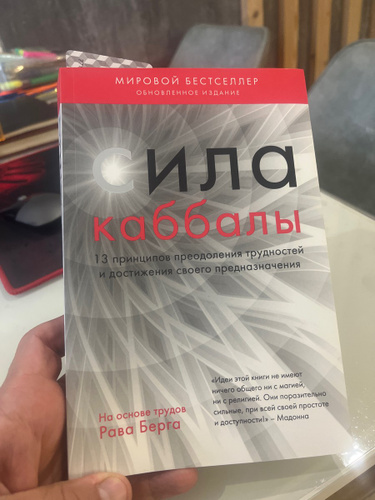 МИРОВОЙ БЕСТСЕЛЛЕР
ОБНОВЛЕННОЕ ИЗДАНИЕ
сила
каббалы
13 принципов преодоления трудностей
и достижения своего предназначения
На основе трудов
Рава Берга
«Идеи этой книги не имеют
ничего общего ни с магией,
ни с религией. Они поразительно
сильные, при всей своей простоте
и доступности!» – Мадонна